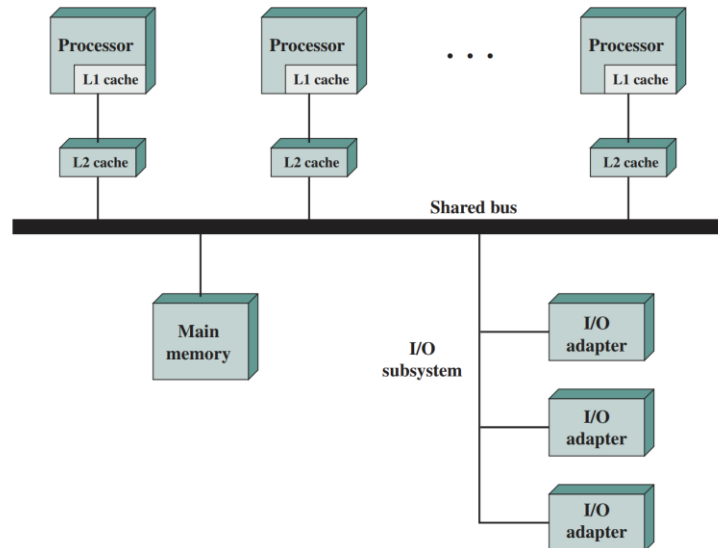 Processor
L1 cache
Processor
L1 cache
. . .
Processor
L1 cache
L2 cache
L2 cache
L2 cache
Shared bus
Main
memory
I/O
subsystem
I/O
adapter
I/O
adapter
I/O
adapter